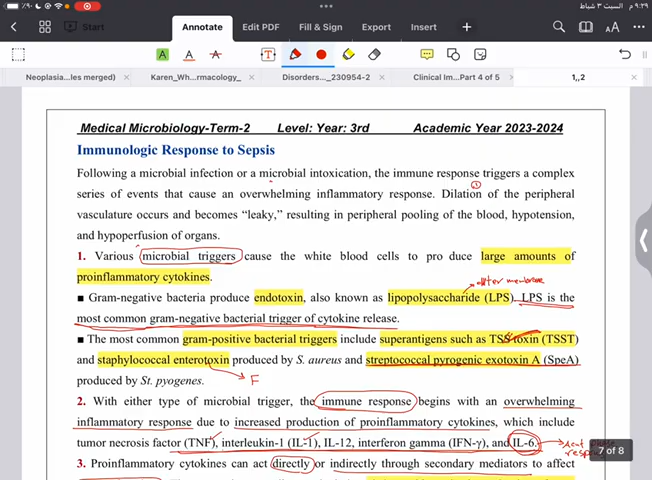 ٩:٢٩ م السبت ٣ شباط
٩٠٪
Start
Annotate Edit PDF Fill & Sign Export Insert
Neoplasia...les merged) Karen_Wh...rmacology_ Disorders..._230954-2 Clinical Im...Part 4 of 5 1,,2
Medical Microbiology-Term-2 Level: Year: 3rd Academic Year 2023-2024
Immunologic Response to Sepsis
Following a microbial infection or a microbial intoxication, the immune response triggers a complex
series of events that cause an overwhelming inflammatory response. Dilation of the peripheral
vasculature occurs and becomes “leaky,” resulting in peripheral pooling of the blood, hypotension,
and hypoperfusion of organs.
1. Various microbial triggers cause the white blood cells to pro duce large amounts of
proinflammatory cytokines.
outer membrane
■ Gram-negative bacteria produce endotoxin, also known as lipopolysaccharide (LPS). LPS is the
most common gram-negative bacterial trigger of cytokine release.
■ The most common gram-positive bacterial triggers include superantigens such as TSS toxin (TSST)
and staphylococcal enterotoxin produced by S. aureus and streptococcal pyrogenic exotoxin A (SpeA)
produced by St. pyogenes.
F
2. With either type of microbial trigger, the immune response begins with an overwhelming
inflammatory response due to increased production of proinflammatory cytokines, which include
tumor necrosis factor (TNF), interleukin-1 (IL-1), IL-12, interferon gamma (IFN-γ), and IL-6.
7 of 8
3. Proinflammatory cytokines can act directly or indirectly through secondary mediators to affect